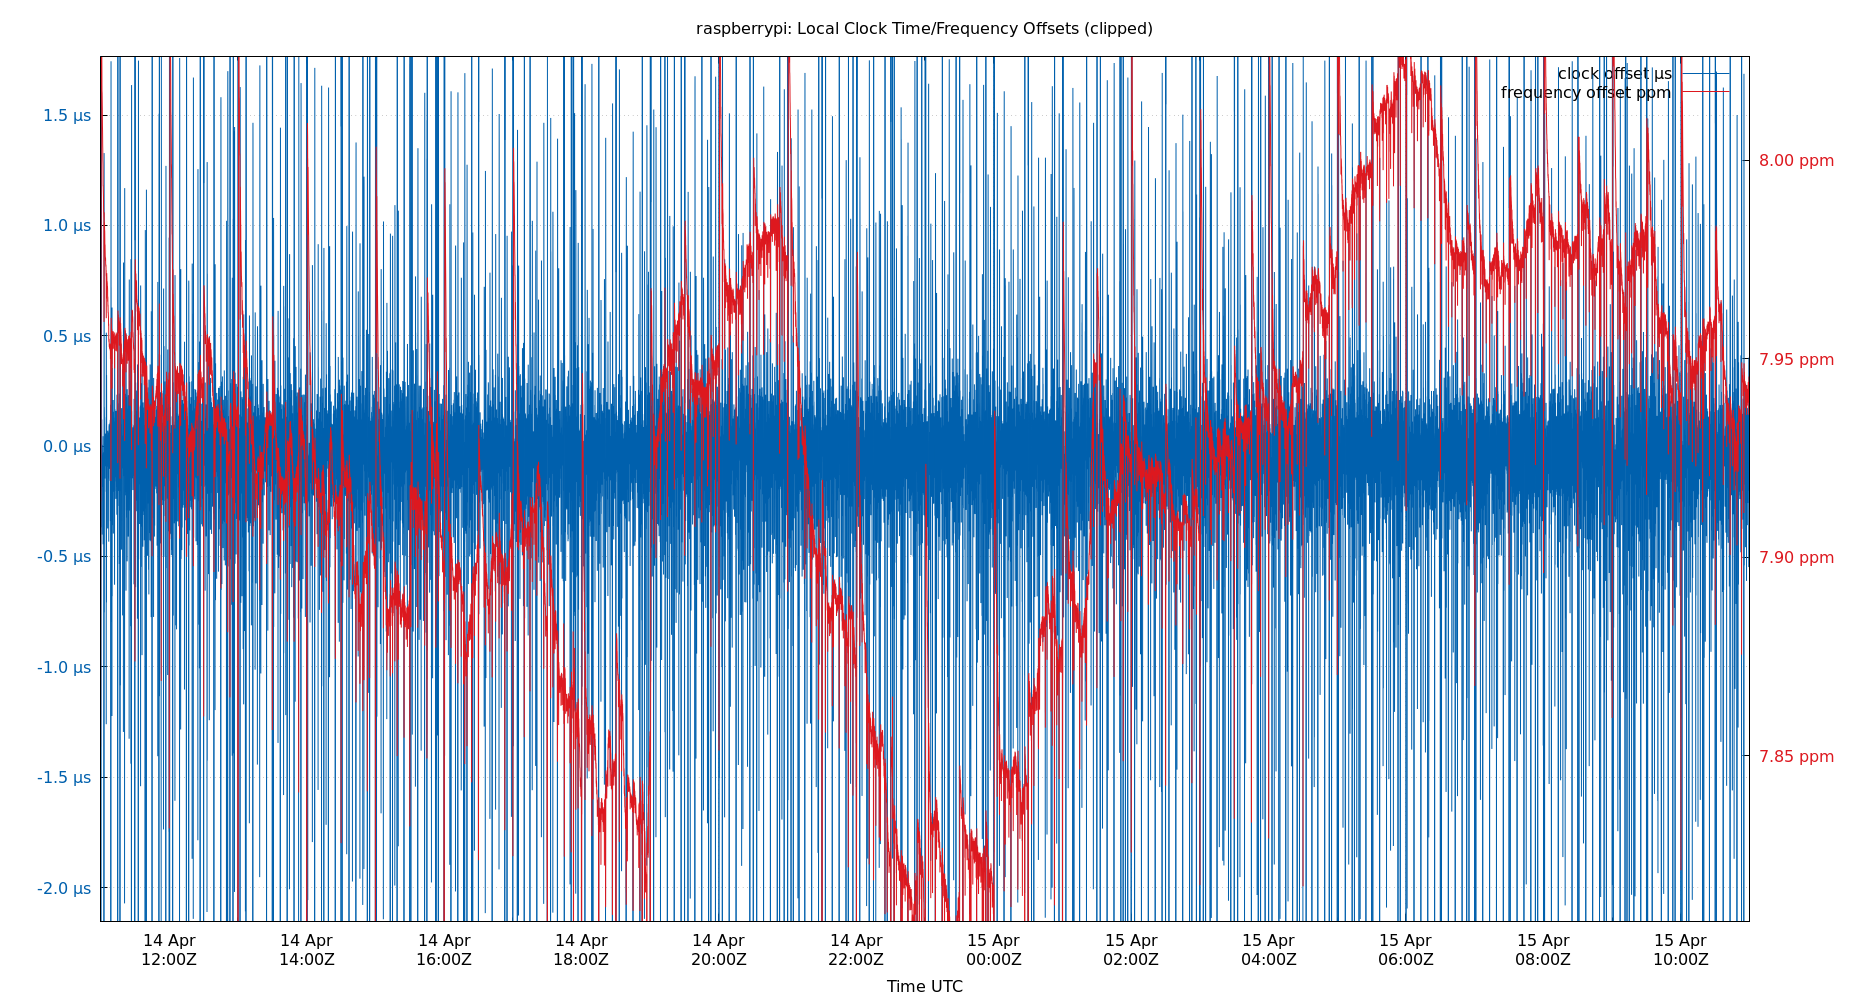 raspberrypi: Local Clock Time/Frequency Offsets (clipped)
clock offset µs
frequency offset ppm
1.5 µs
1.0 µs
0.5 µs
0.0 µs
-0.5 µs
-1.0 µs
-1.5 µs
-2.0 µs
8.00 ppm
7.95 ppm
7.90 ppm
7.85 ppm
14 Apr 14 Apr 14 Apr 14 Apr 14 Apr 14 Apr 15 Apr 15 Apr 15 Apr 15 Apr 15 Apr 15 Apr
12:00Z 14:00Z 16:00Z 18:00Z 20:00Z 22:00Z 00:00Z 02:00Z 04:00Z 06:00Z 08:00Z 10:00Z
Time UTC